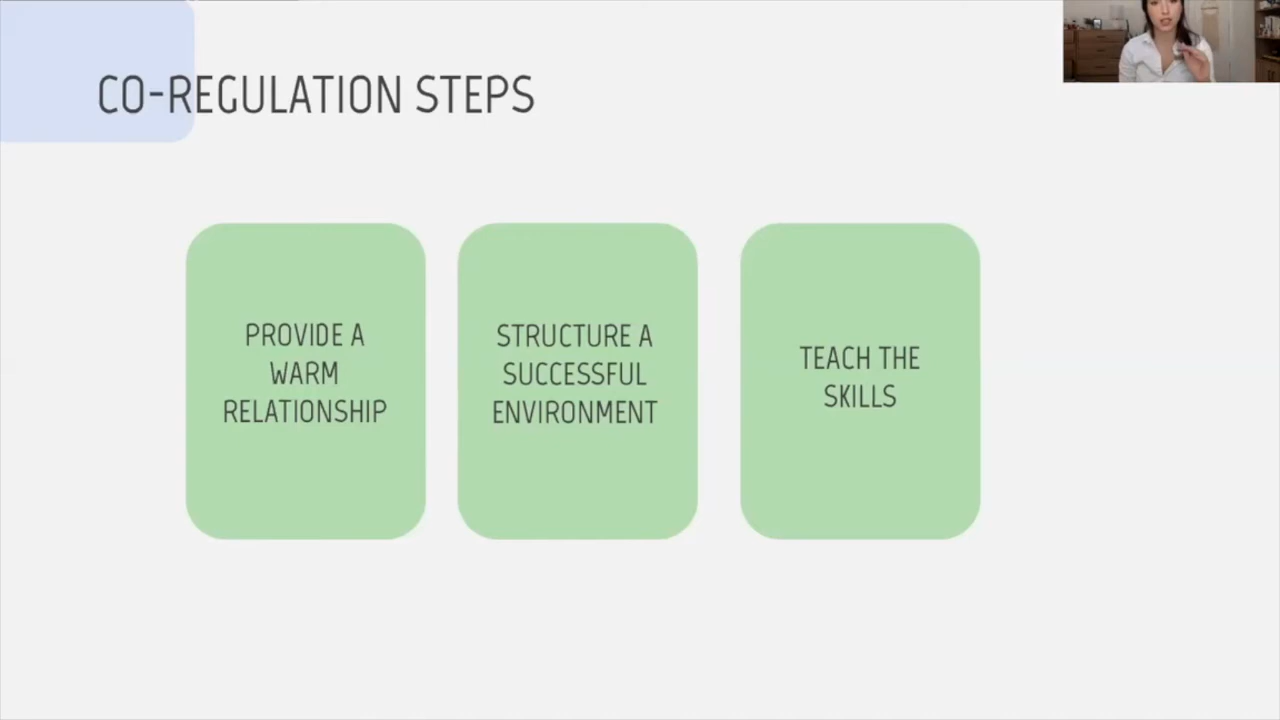 CO-REGULATION STEPS
PROVIDE A
WARM
RELATIONSHIP
STRUCTURE A
SUCCESSFUL
ENVIRONMENT
TEACH THE
SKILLS